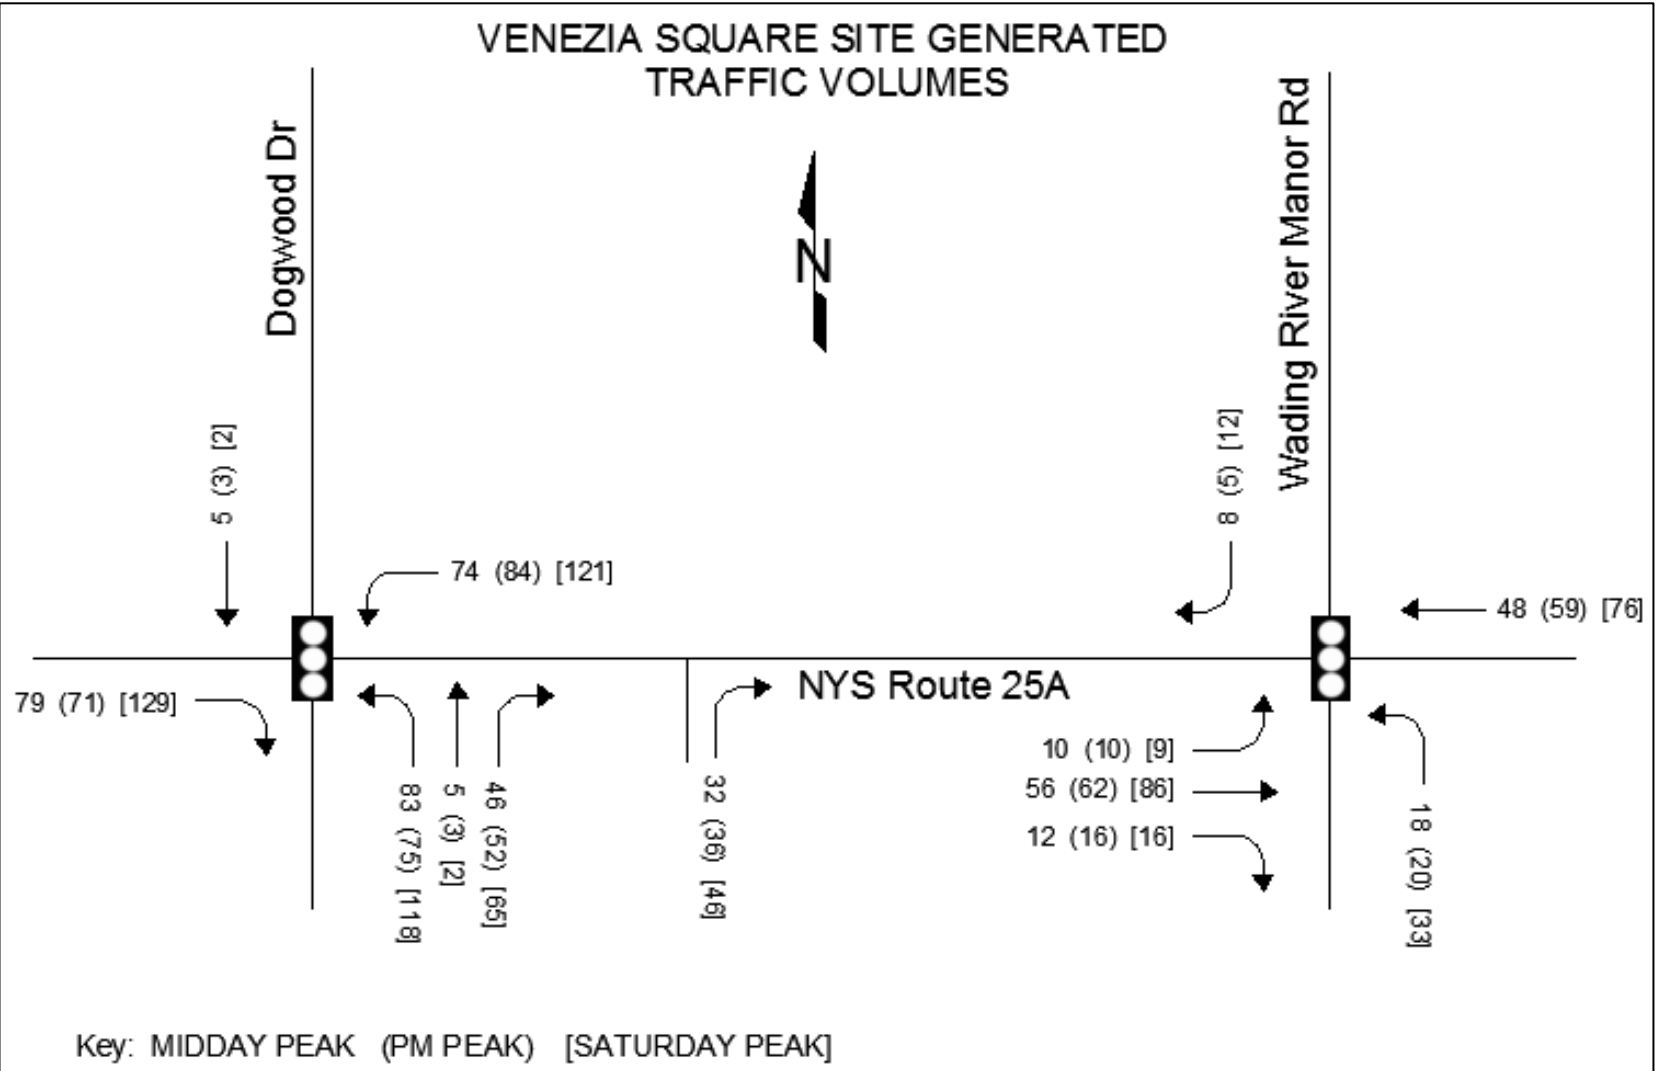 VENEZIA SQUARE SITE GENERATED
TRAFFIC VOLUMES
Dogwood Dr
Wading River Manor Rd
N
5 (3) [2]
8 (5) [12]
74 (84) [121]
48 (59) [76]
79 (71) [129]
NYS Route 25A
83 (75) [118]
5 (3) [2]
46 (52) [65]
32 (36) [46]
10 (10) [9]
56 (62) [86]
12 (16) [16]
18 (20) [33]
Key: MIDDAY PEAK (PM PEAK) [SATURDAY PEAK]